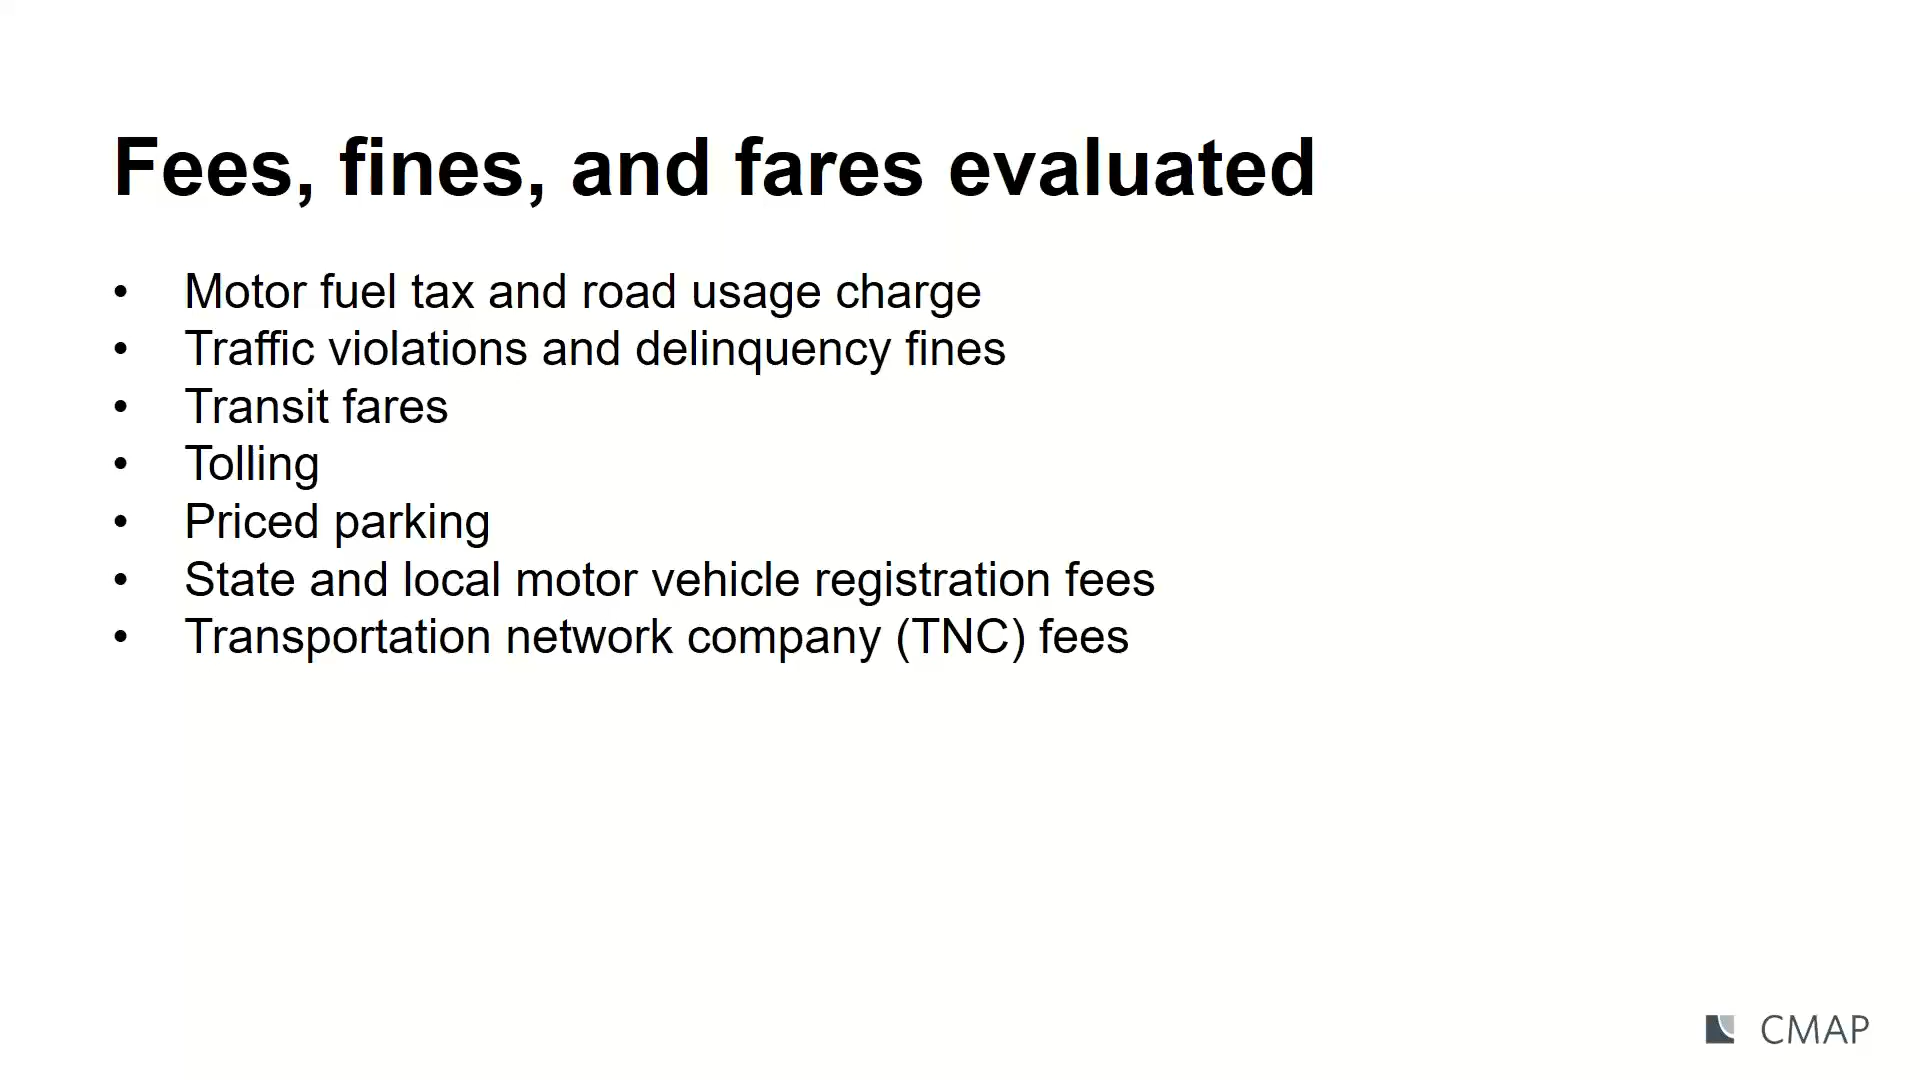 Fees, fines, and fares evaluated
• Motor fuel tax and road usage charge
• Traffic violations and delinquency fines
• Transit fares
• Tolling
• Priced parking
• State and local motor vehicle registration fees
• Transportation network company (TNC) fees
CMAP